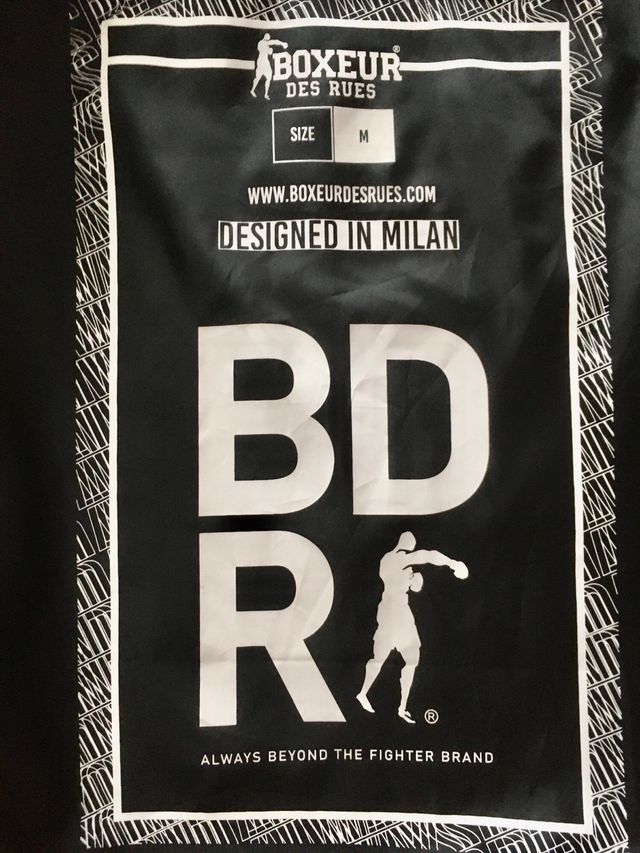 BOXEUR®
DES RUES
SIZE M
WWW.BOXEURDESRUES.COM
DESIGNED IN MILAN
BD
R®
ALWAYS BEYOND THE FIGHTER BRAND